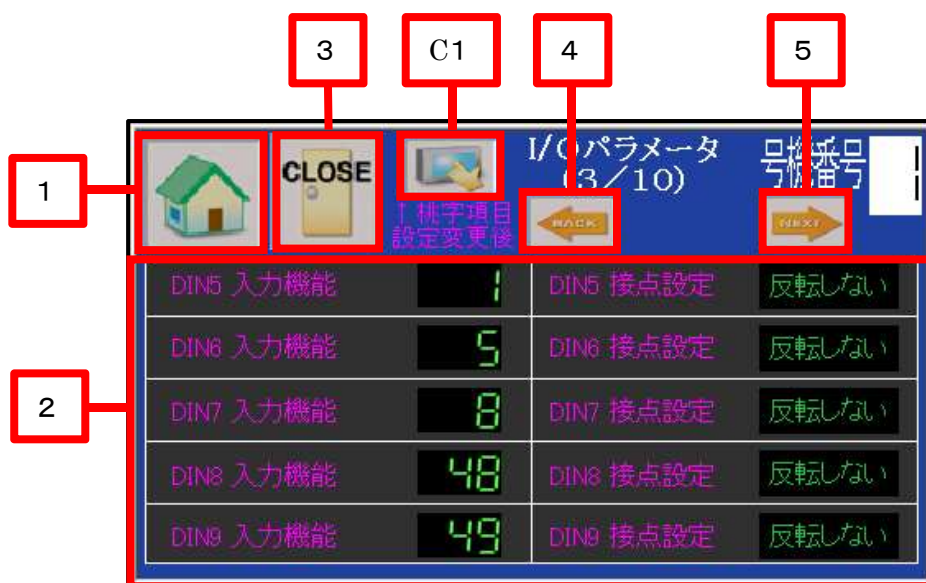 3 C1 4 5
1
CLOSE
I/Oパラメータ
(3/10)
号機番号 1
↑桃字項目
設定変更後
BACK
NEXT
2
DIN5 入力機能 1 DIN5 接点設定 反転しない
DIN6 入力機能 5 DIN6 接点設定 反転しない
DIN7 入力機能 8 DIN7 接点設定 反転しない
DIN8 入力機能 48 DIN8 接点設定 反転しない
DIN9 入力機能 49 DIN9 接点設定 反転しない